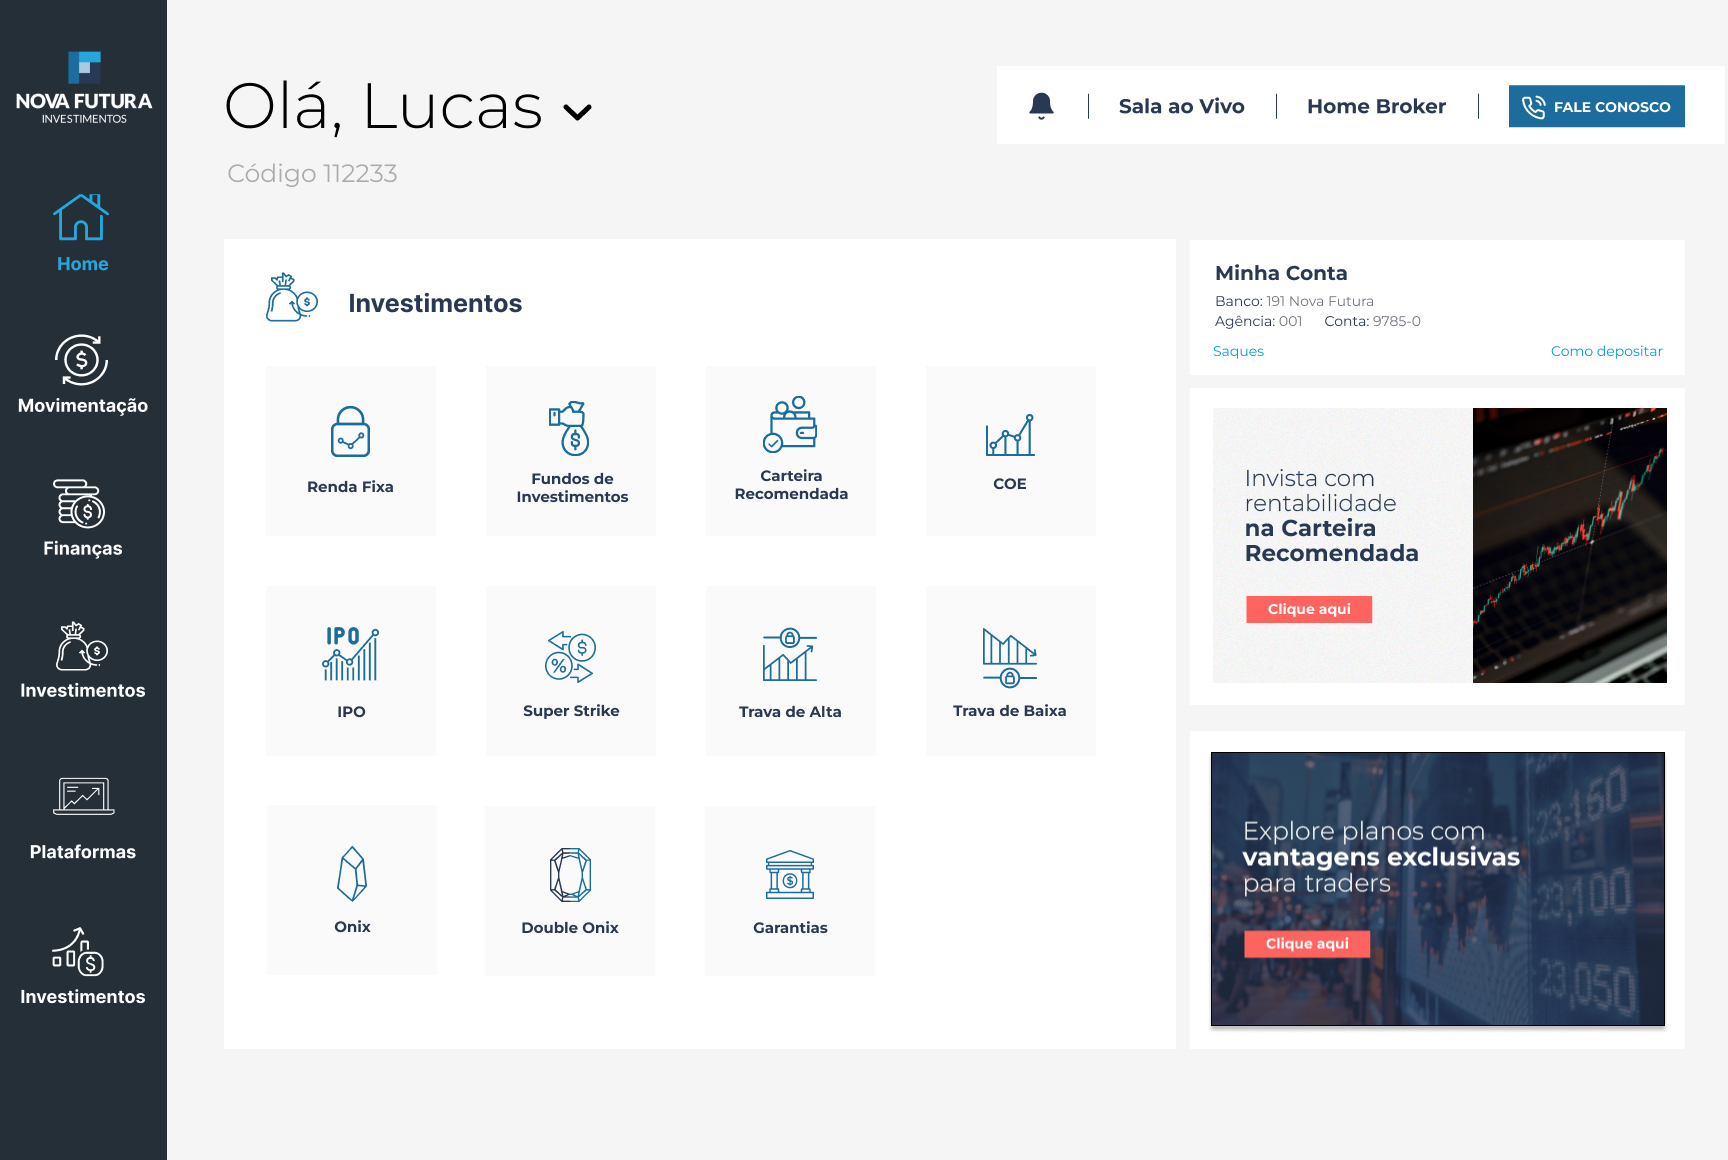 NOVA FUTURA
INVESTIMENTOS
Home
Movimentação
Finanças
Investimentos
Plataformas
Investimentos
Olá, Lucas
Código 112233
Sala ao Vivo
Home Broker
FALE CONOSCO
Investimentos
Renda Fixa
Fundos de
Investimentos
Carteira
Recomendada
COE
IPO
IPO
Super Strike
Trava de Alta
Trava de Baixa
Onix
Double Onix
Garantias
Minha Conta
Banco: 191 Nova Futura
Agência: 001 Conta: 9785-0
Saques
Como depositar
Invista com
rentabilidade
na Carteira
Recomendada
Clique aqui
Explore planos com
vantagens exclusivas
para traders
Clique aqui
23,160
23,100
23,050